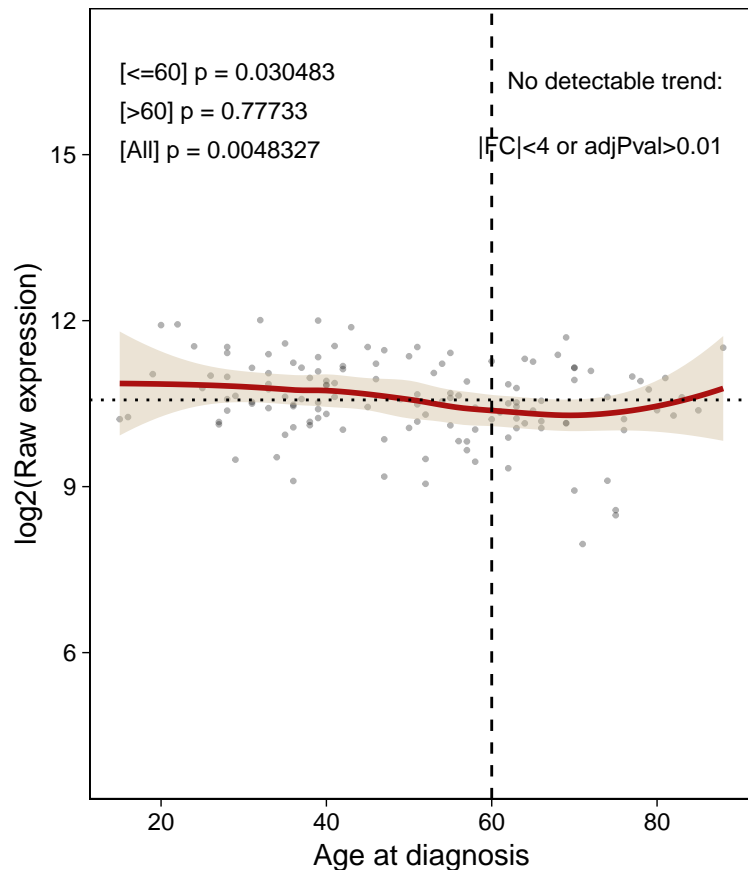 [<=60] p = 0.030483
[>60] p = 0.77733
[All] p = 0.0048327
No detectable trend:
|FC|<4 or adjPval>0.01
log2(Raw expression)
15
12
9
6
20 40 60 80
Age at diagnosis